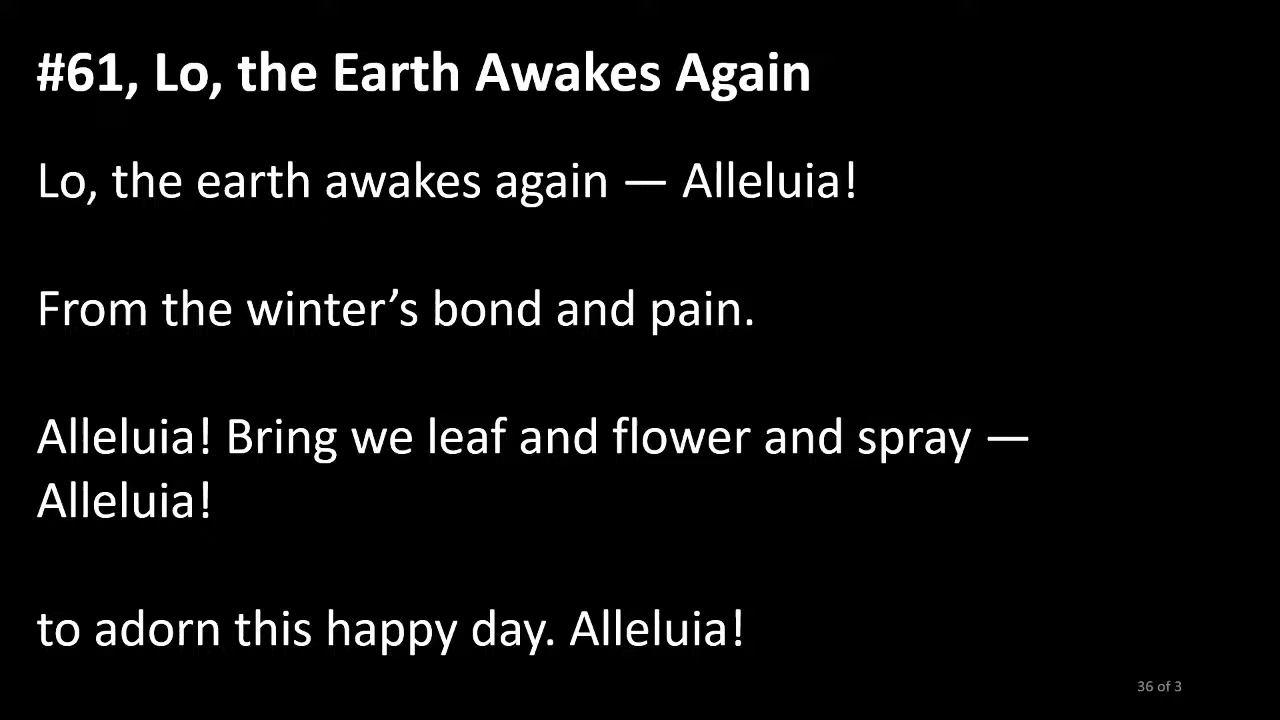 #61, Lo, the Earth Awakes Again
Lo, the earth awakes again — Alleluia!
From the winter’s bond and pain.
Alleluia! Bring we leaf and flower and spray —
Alleluia!
to adorn this happy day. Alleluia!
36 of 3